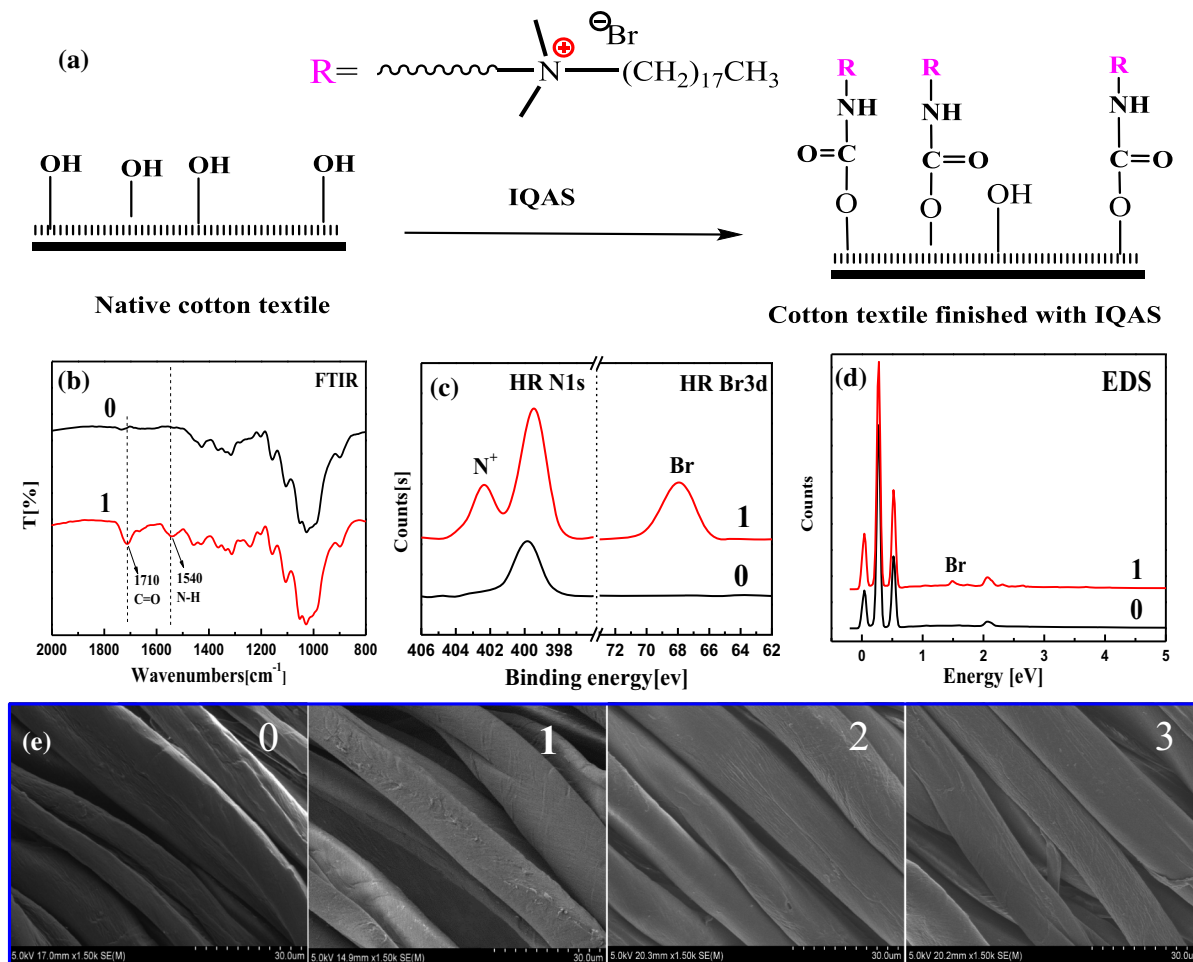 (a)
R= N ⊕ ⊖Br (CH2)17CH3
OH OH OH OH
IQAS
R R R
NH NH NH
O=C C=O C=O
O O OH O
Native cotton textile
Cotton textile finished with IQAS
(b) FTIR
0
1
1710 1540
C=O N-H
T[%]
2000 1800 1600 1400 1200 1000 800
Wavenumbers[cm-1]
(c) HR N1s HR Br3d
N+
Br
1
0
Counts[s]
406 404 402 400 398 72 70 68 66 64 62
Binding energy[ev]
(d) EDS
Br
1
0
Counts
0 1 2 3 4 5
Energy [eV]
(e) 0 1 2 3
5.0kV 17.0mm x1.50k SE(M) 30.0um
5.0kV 14.9mm x1.50k SE(M) 30.0um
5.0kV 20.3mm x1.50k SE(M) 30.0um
5.0kV 20.2mm x1.50k SE(M) 30.0um